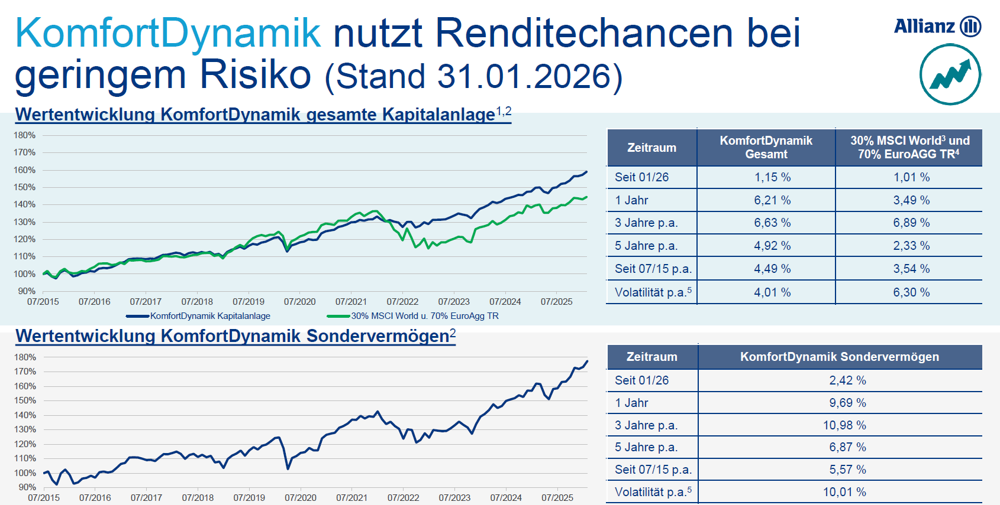 KomfortDynamik nutzt Renditechancen bei
geringem Risiko (Stand 31.01.2026)
Allianz
Wertentwicklung KomfortDynamik gesamte Kapitalanlage1,2
180%
170%
160%
150%
140%
130%
120%
110%
100%
90%
07/2015 07/2016 07/2017 07/2018 07/2019 07/2020 07/2021 07/2022 07/2023 07/2024 07/2025
KomfortDynamik Kapitalanlage 30% MSCI World u. 70% EuroAgg TR
Zeitraum KomfortDynamik Gesamt 30% MSCI World3 und 70% EuroAGG TR4
Seit 01/26 1,15 % 1,01 %
1 Jahr 6,21 % 3,49 %
3 Jahre p.a. 6,63 % 6,89 %
5 Jahre p.a. 4,92 % 2,33 %
Seit 07/15 p.a. 4,49 % 3,54 %
Volatilität p.a.5 4,01 % 6,30 %
Wertentwicklung KomfortDynamik Sondervermögen2
180%
170%
160%
150%
140%
130%
120%
110%
100%
90%
07/2015 07/2016 07/2017 07/2018 07/2019 07/2020 07/2021 07/2022 07/2023 07/2024 07/2025
Zeitraum KomfortDynamik Sondervermögen
Seit 01/26 2,42 %
1 Jahr 9,69 %
3 Jahre p.a. 10,98 %
5 Jahre p.a. 6,87 %
Seit 07/15 p.a. 5,57 %
Volatilität p.a.5 10,01 %